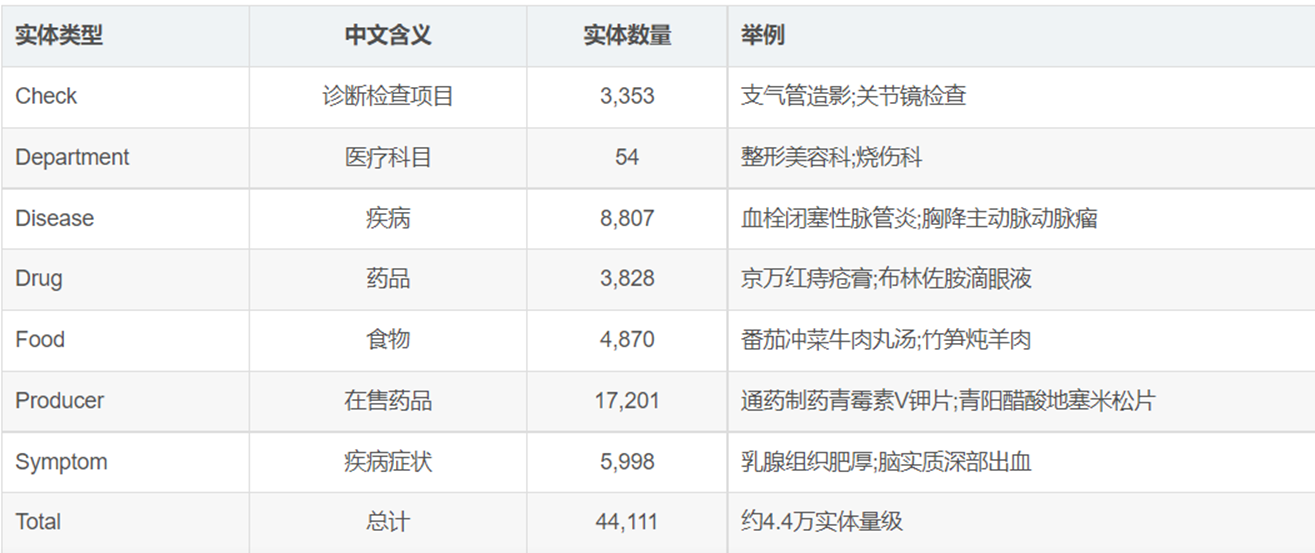 实体类型 中文含义 实体数量 举例
Check 诊断检查项目 3,353 支气管造影;关节镜检查
Department 医疗科目 54 整形美容科;烧伤科
Disease 疾病 8,807 血栓闭塞性脉管炎;胸降主动脉动脉瘤
Drug 药品 3,828 京万红痔疮膏;布林佐胺滴眼液
Food 食物 4,870 番茄冲菜牛肉丸汤;竹笋炖羊肉
Producer 在售药品 17,201 通药制药青霉素V钾片;青阳醋酸地塞米松片
Symptom 疾病症状 5,998 乳腺组织肥厚;脑实质深部出血
Total 总计 44,111 约4.4万实体量级